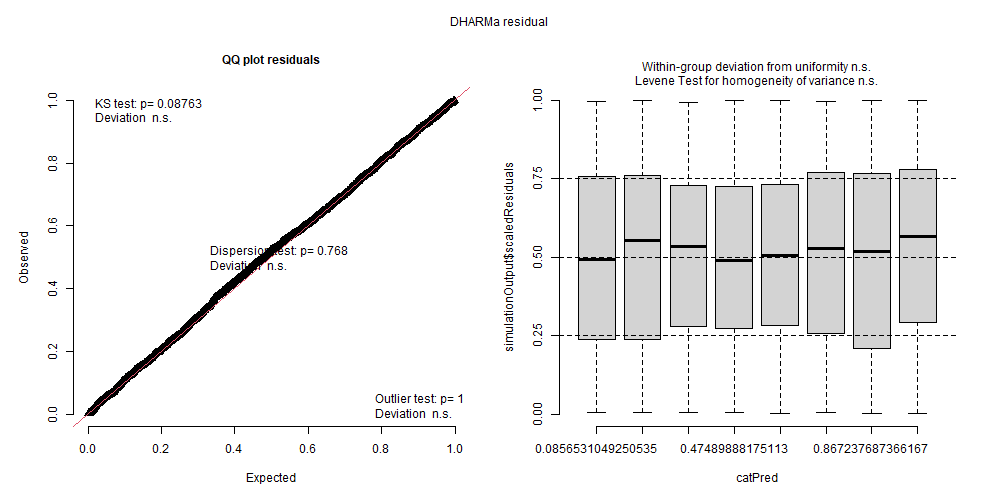 DHARMa residual
QQ plot residuals
KS test: p= 0.08763
Deviation n.s.
Dispersion test: p= 0.768
Deviation n.s.
Outlier test: p= 1
Deviation n.s.
Observed
0.0
0.2
0.4
0.6
0.8
1.0
0.0 0.2 0.4 0.6 0.8 1.0
Expected
Within-group deviation from uniformity n.s.
Levene Test for homogeneity of variance n.s.
simulationOutput$scaledResiduals
0.00
0.25
0.50
0.75
1.00
0.0856531049250535 0.47489888175113 0.867237687366167
catPred